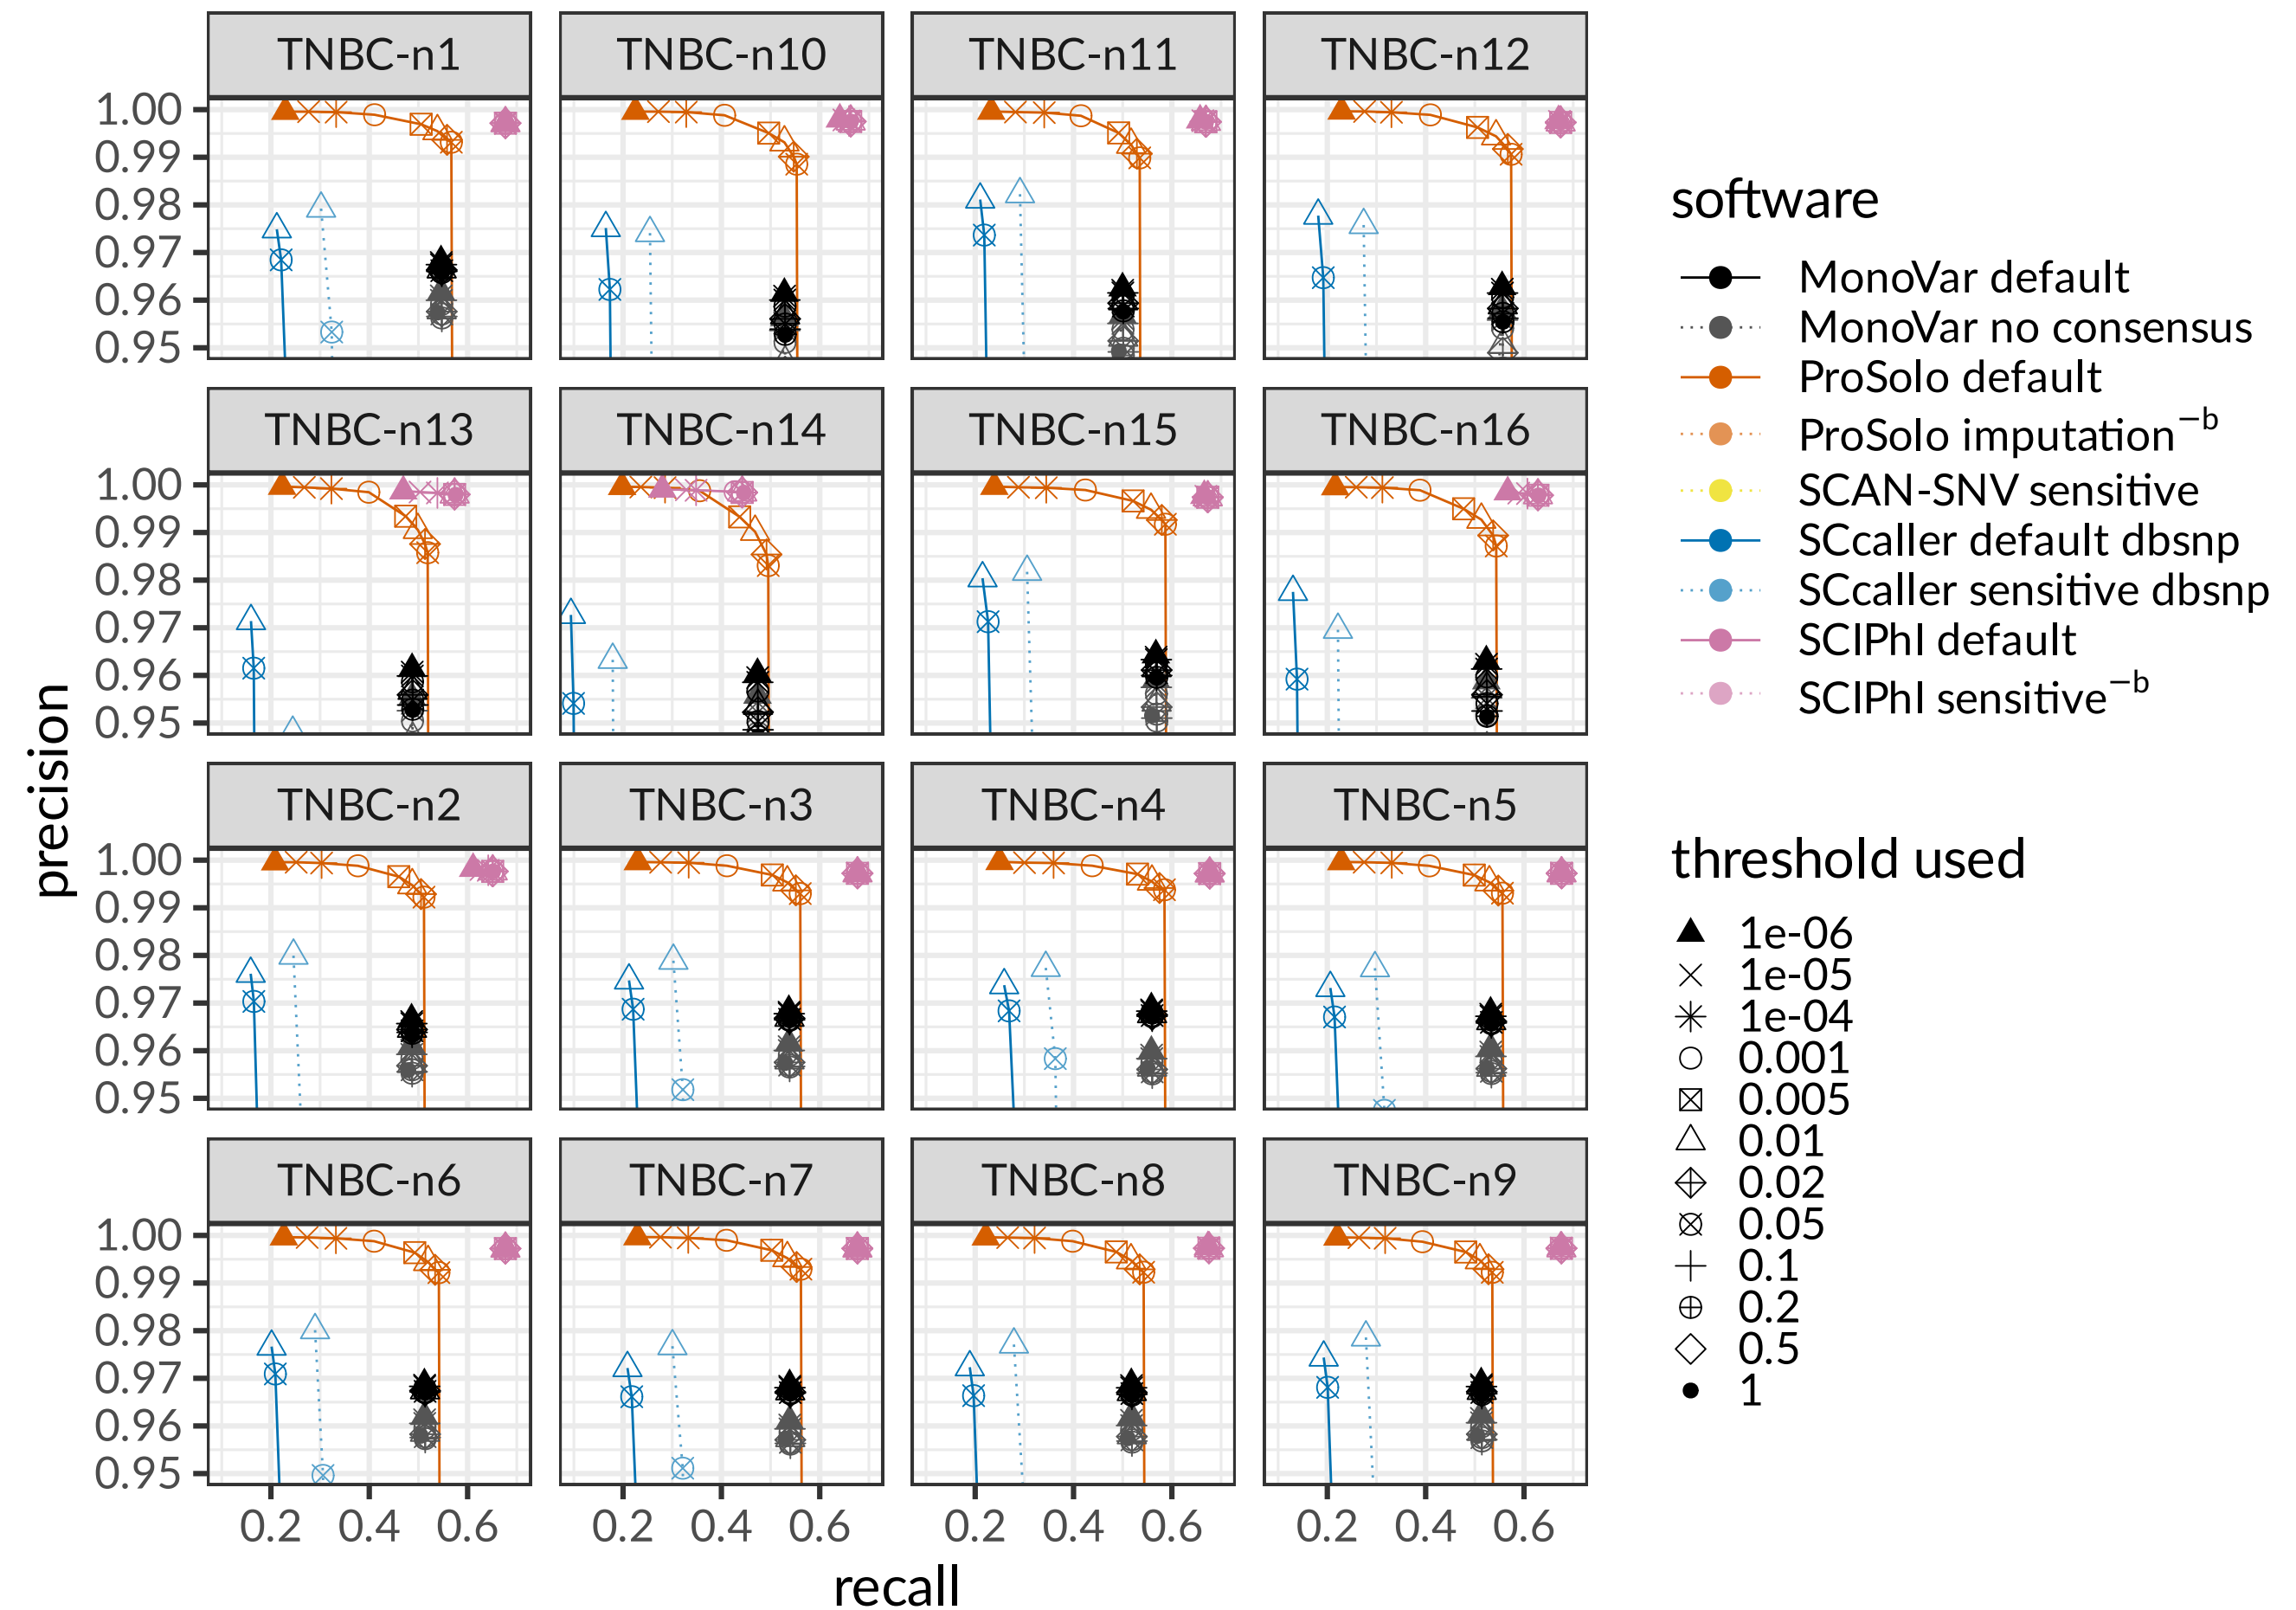 TNBC-n1 TNBC-n10 TNBC-n11 TNBC-n12
1.00
0.99
0.98
0.97
0.96
0.95
TNBC-n13 TNBC-n14 TNBC-n15 TNBC-n16
1.00
0.99
0.98
0.97
0.96
0.95
TNBC-n2 TNBC-n3 TNBC-n4 TNBC-n5
1.00
0.99
0.98
0.97
0.96
0.95
TNBC-n6 TNBC-n7 TNBC-n8 TNBC-n9
1.00
0.99
0.98
0.97
0.96
0.95
0.2 0.4 0.6 0.2 0.4 0.6 0.2 0.4 0.6 0.2 0.4 0.6
recall
precision
software
MonoVar default
MonoVar no consensus
ProSolo default
ProSolo imputation⁻ᵇ
SCAN-SNV sensitive
SCcaller default dbsnp
SCcaller sensitive dbsnp
SCIPhI default
SCIPhI sensitive⁻ᵇ
threshold used
1e-06
1e-05
1e-04
0.001
0.005
0.01
0.02
0.05
0.1
0.2
0.5
1